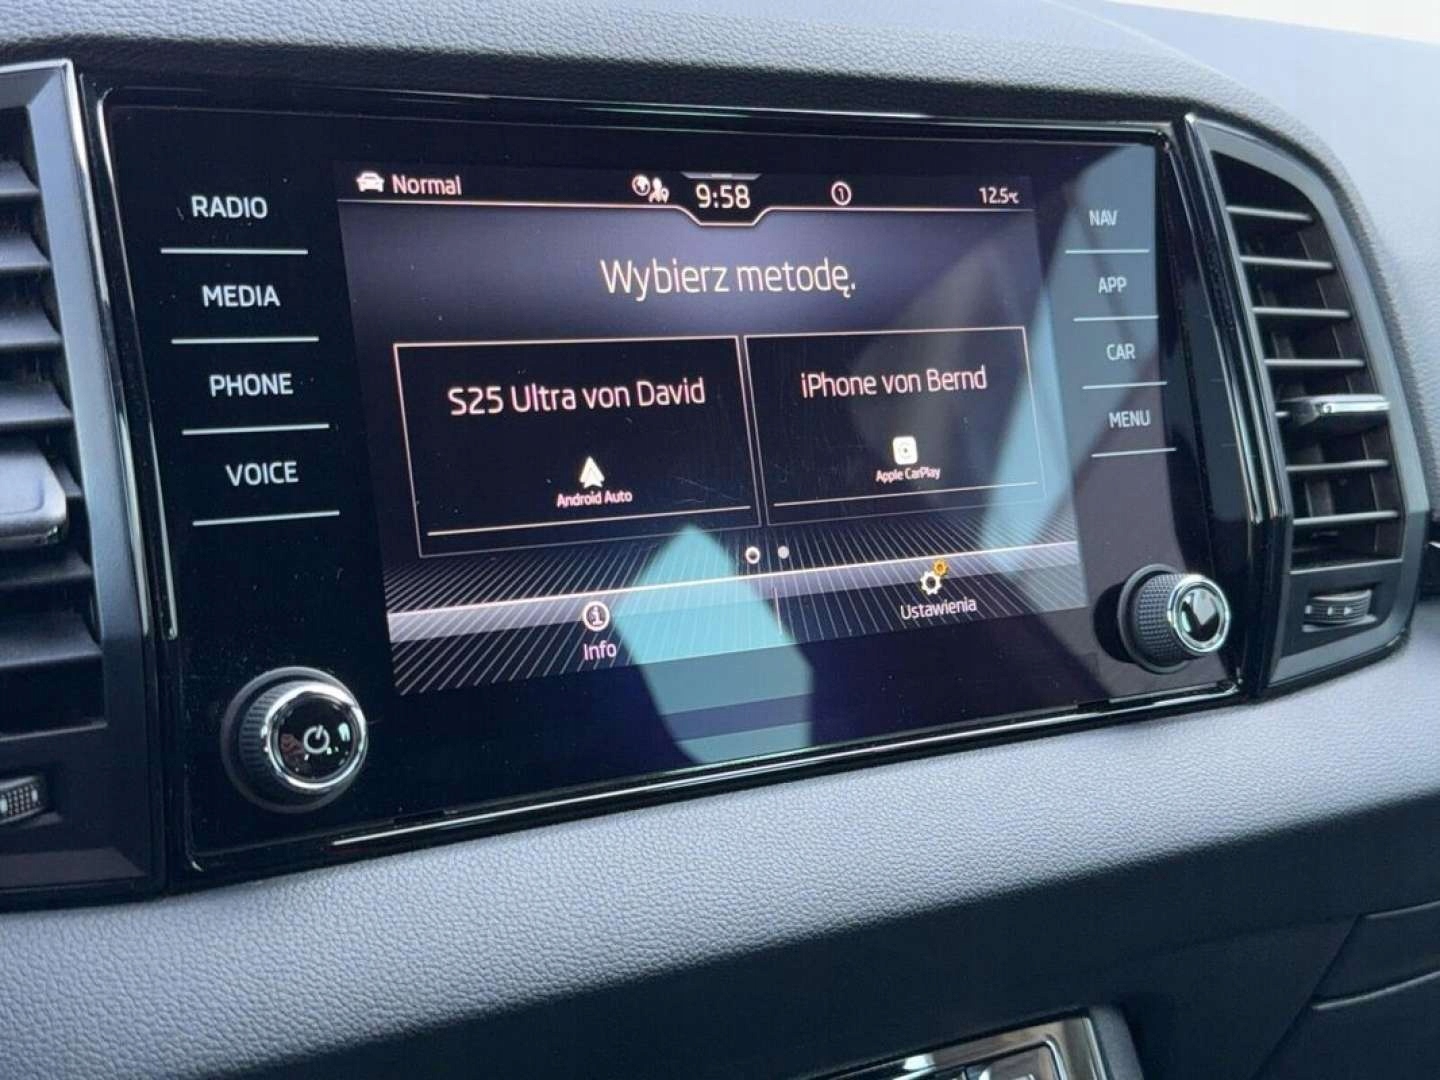 RADIO
MEDIA
PHONE
VOICE
Normal
9:58
1
12.5°C
Wybierz metodę.
S25 Ultra von David
Android Auto
iPhone von Bernd
Apple CarPlay
Info
Ustawienia
NAV
APP
CAR
MENU